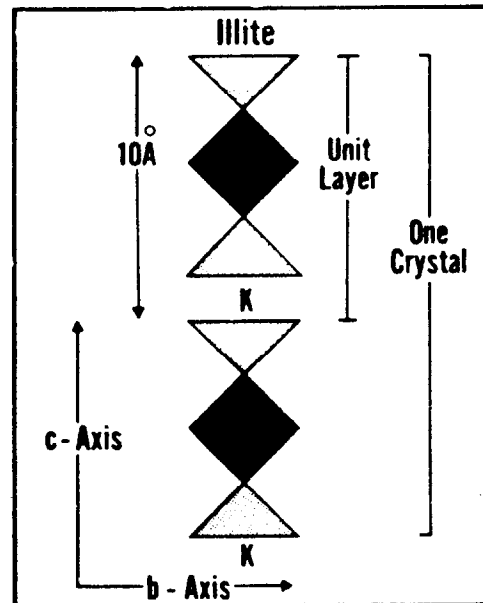 Illite
10Å
Unit
Layer
One
Crystal
K
c - Axis
K
b - Axis